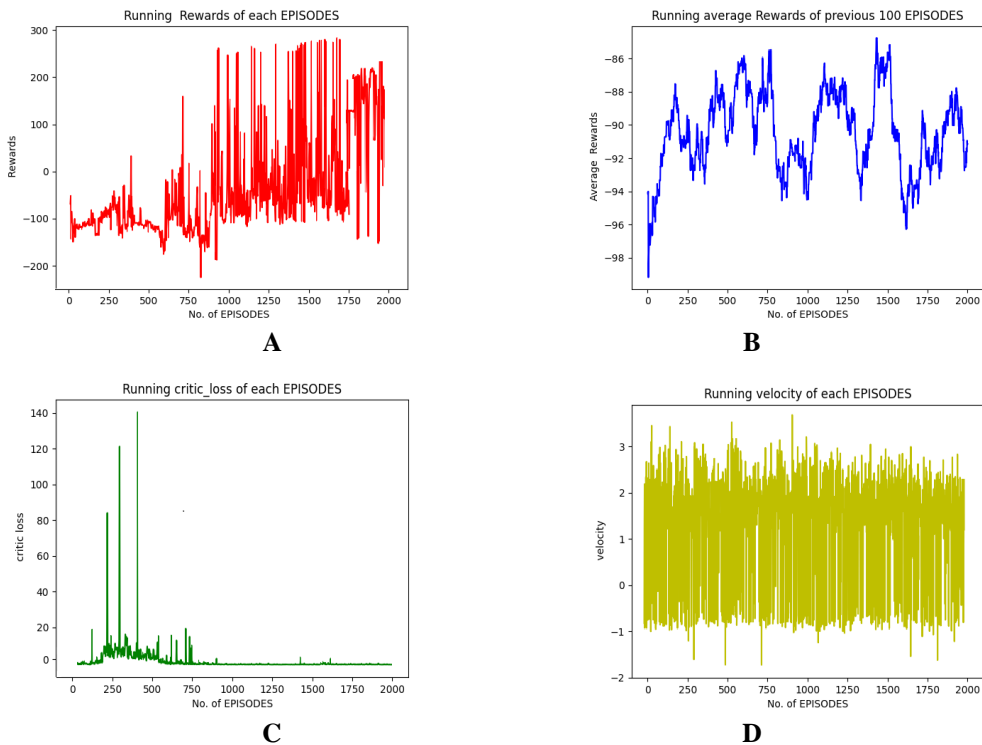 Running Rewards of each EPISODES
300
200
100
0
−100
−200
Rewards
0 250 500 750 1000 1250 1500 1750 2000
No. of EPISODES
A
Running average Rewards of previous 100 EPISODES
−86
−88
−90
−92
−94
−96
−98
Average Rewards
0 250 500 750 1000 1250 1500 1750 2000
No. of EPISODES
B
Running critic_loss of each EPISODES
140
120
100
80
60
40
20
0
critic loss
0 250 500 750 1000 1250 1500 1750 2000
No. of EPISODES
C
Running velocity of each EPISODES
3
2
1
0
−1
−2
velocity
0 250 500 750 1000 1250 1500 1750 2000
No. of EPISODES
D